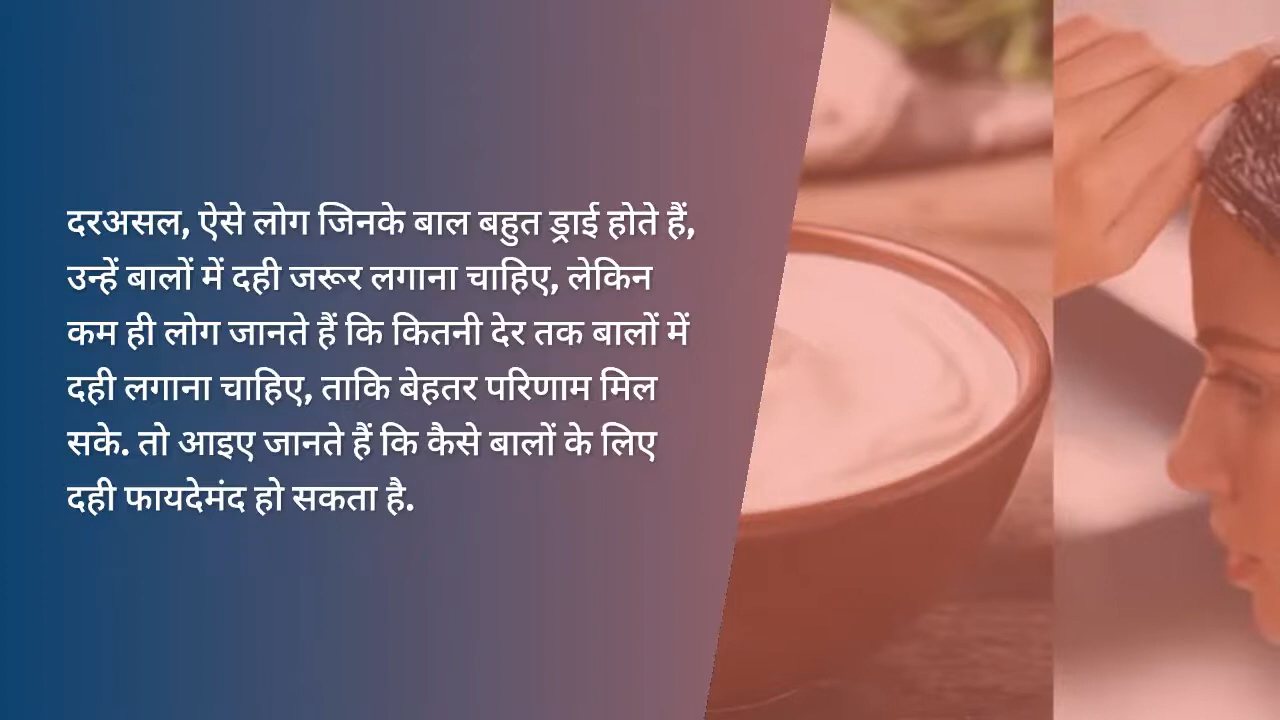 दरअसल, ऐसे लोग जिनके बाल बहुत ड्राई होते हैं,
उन्हें बालों में दही जरूर लगाना चाहिए, लेकिन
कम ही लोग जानते हैं कि कितनी देर तक बालों में
दही लगाना चाहिए, ताकि बेहतर परिणाम मिल
सके. तो आइए जानते हैं कि कैसे बालों के लिए
दही फायदेमंद हो सकता है.